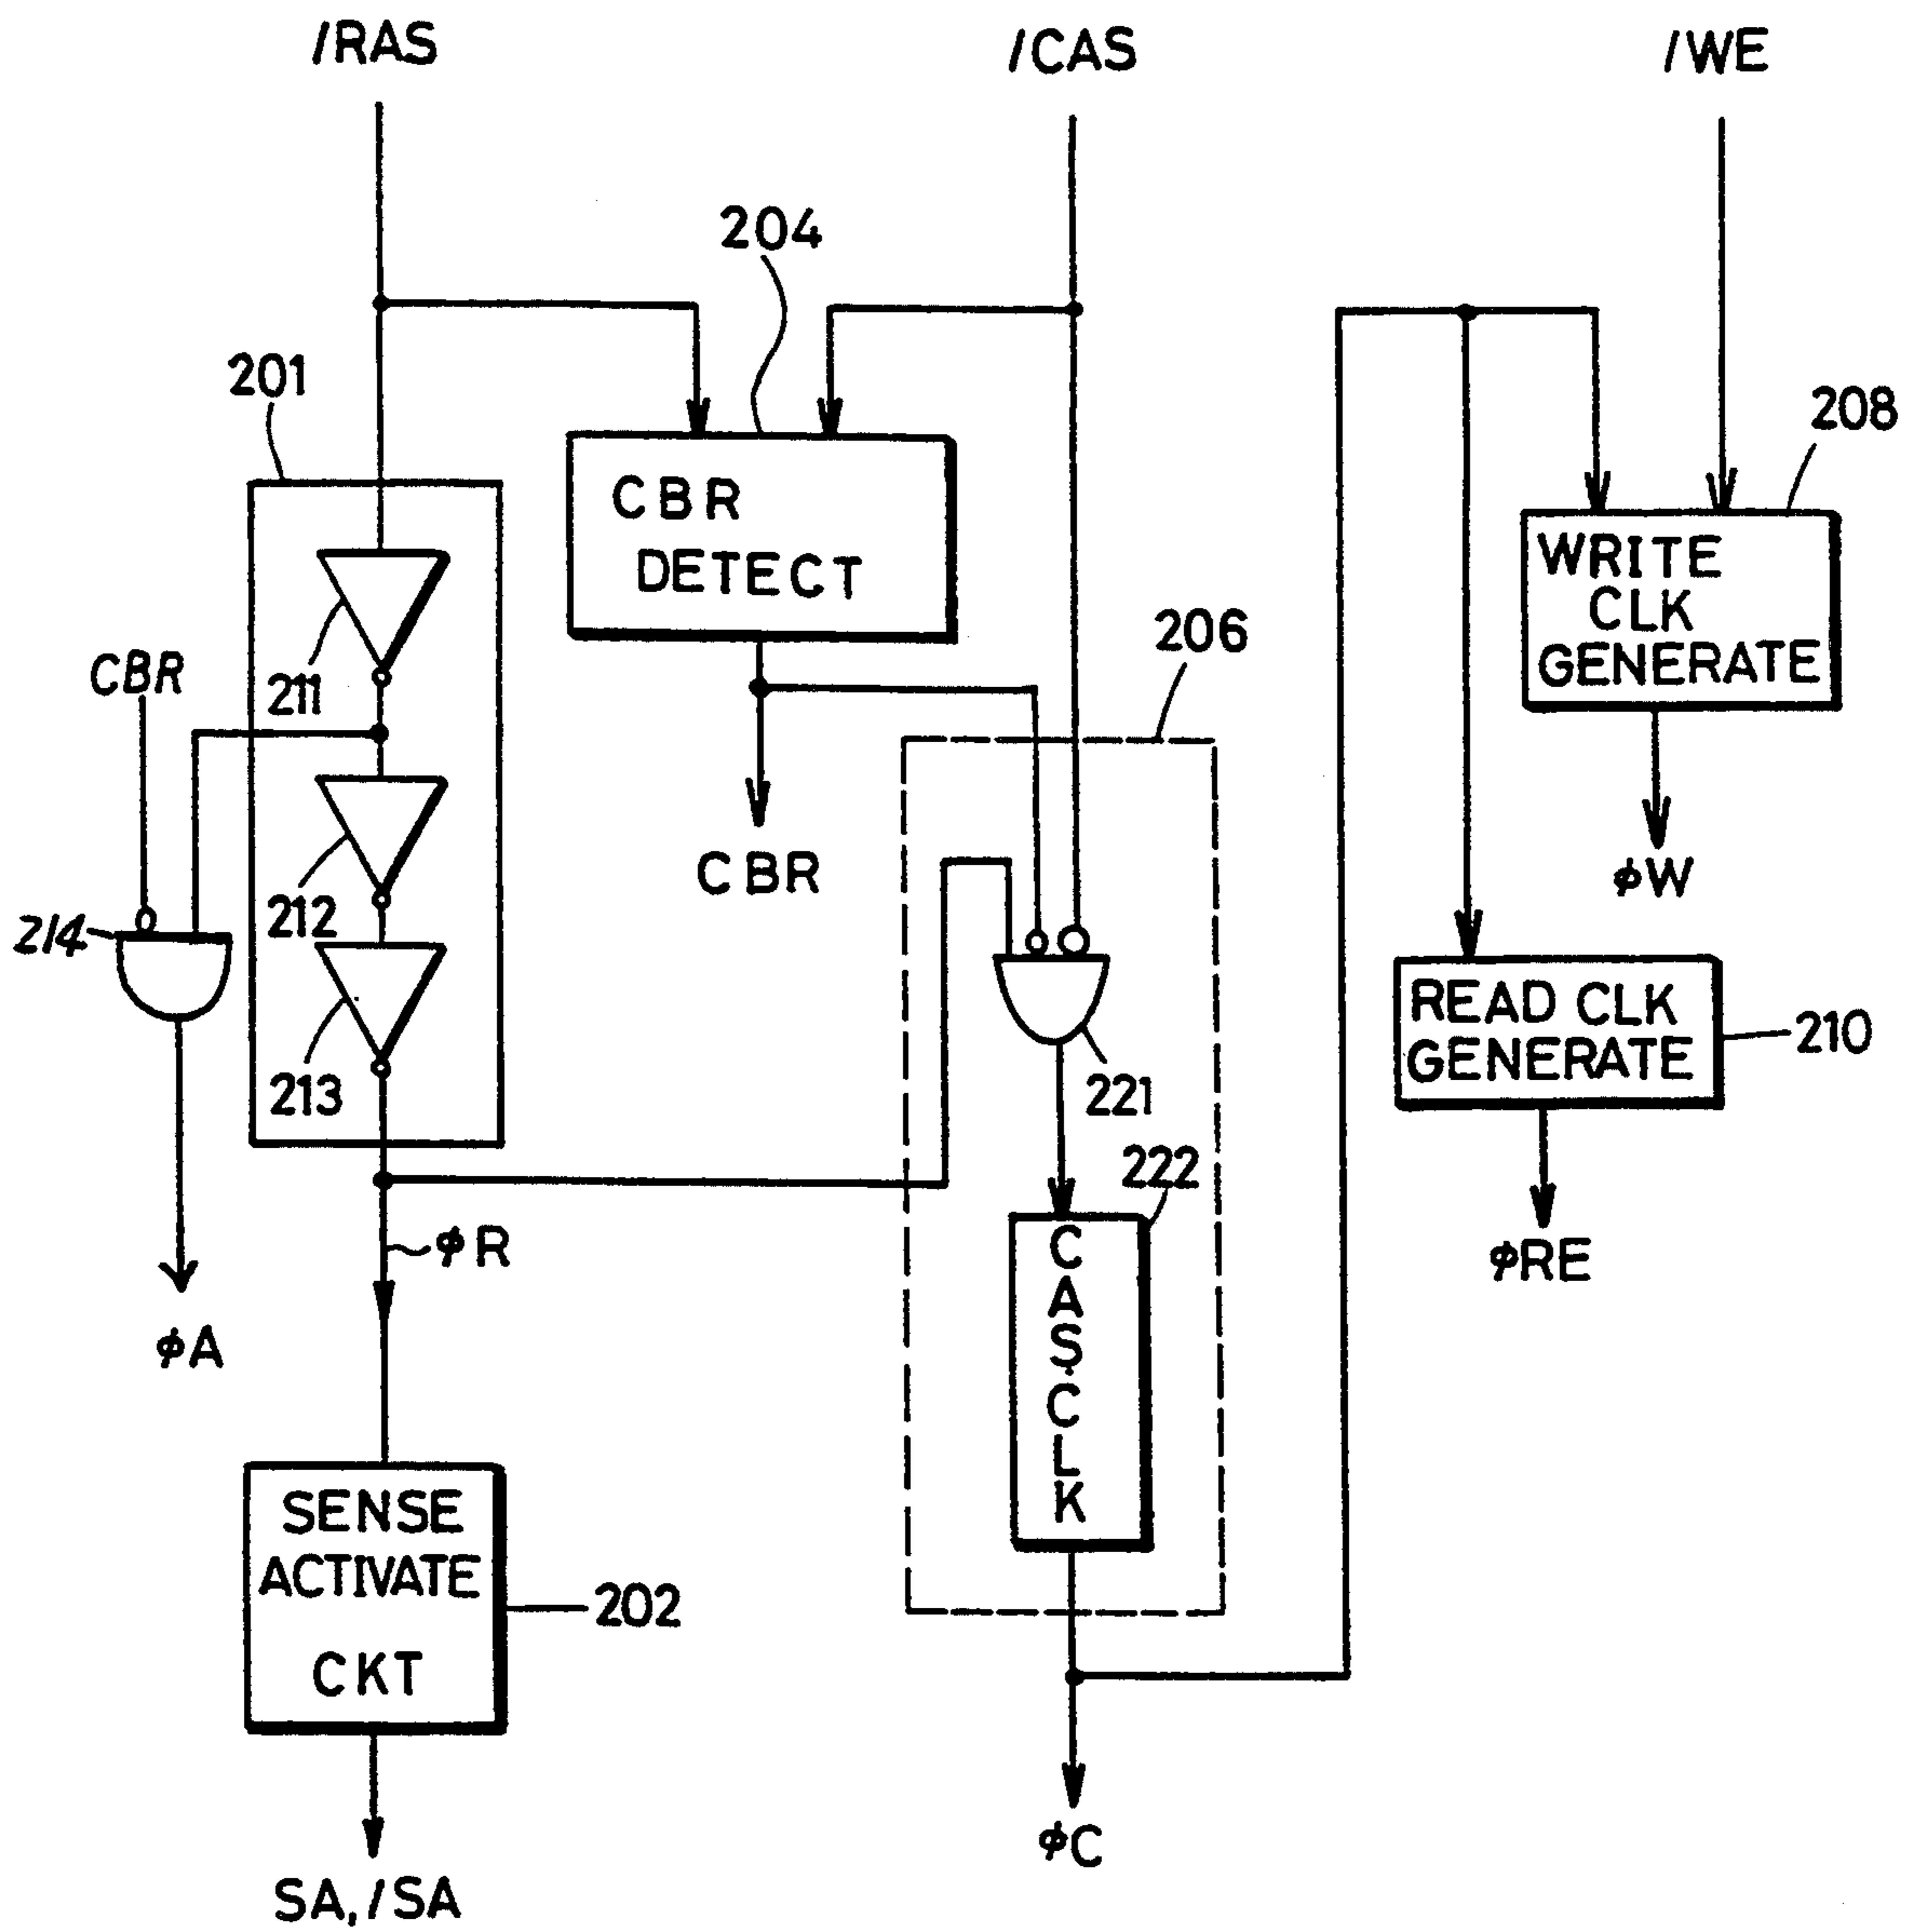 /RAS
/CAS
/WE
204
201
208
CBR
DETECT
WRITE
CLK
GENERATE
206
CBR
211
CBR
φW
212
214
READ CLK
GENERATE
210
213
221
222
φR
φRE
CAS.CLK
φA
SENSE
ACTIVATE
CKT
202
φC
SA,/SA